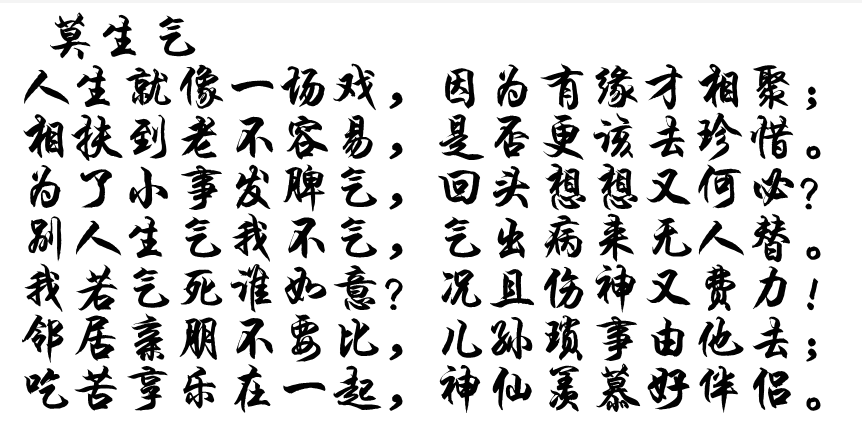 莫生气
人生就像一场戏，因为有缘才相聚；
相扶到老不容易，是否更该去珍惜。
为了小事发脾气，回头想想又何必?
别人生气我不气，气出病来无人替。
我若气死谁如意?况且伤神又费力！
邻居亲朋不要比，儿孙琐事由他去；
吃苦享乐在一起，神仙羡慕好伴侣。